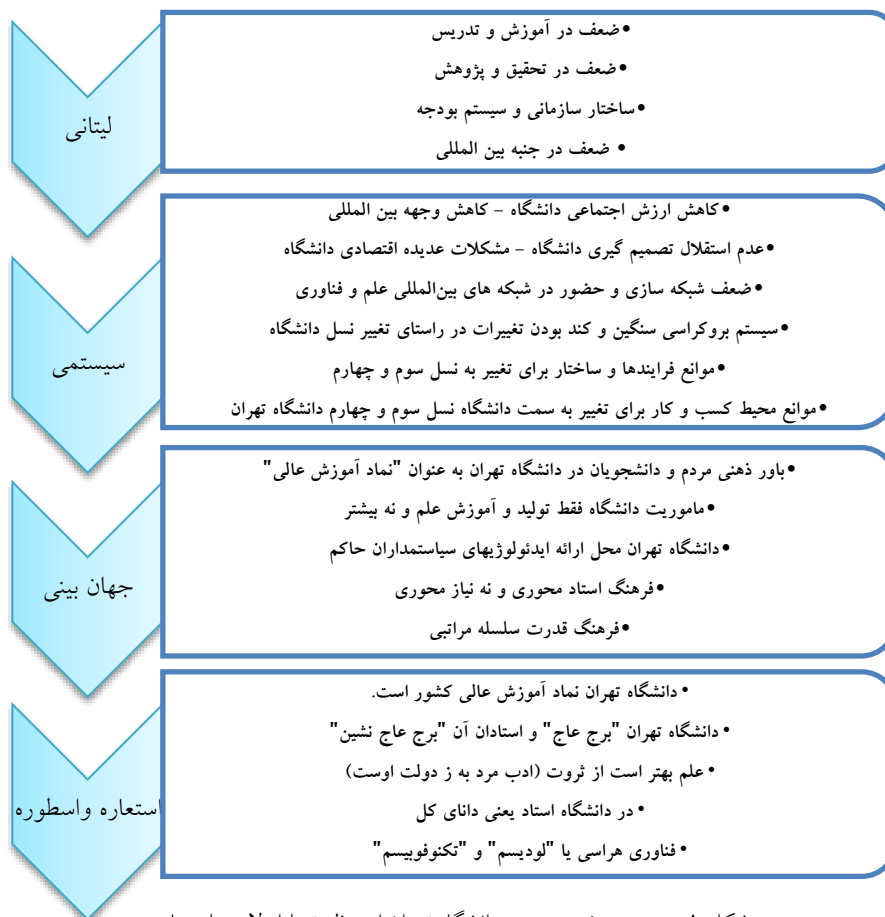 لیتانی
•ضعف در آموزش و تدریس
•ضعف در تحقیق و پژوهش
•ساختار سازمانی و سیستم بودجه
• ضعف در جنبه بین المللی
سیستمی
•کاهش ارزش اجتماعی دانشگاه – کاهش وجهه بین المللی
•عدم استقلال تصمیم گیری دانشگاه – مشکلات عدیده اقتصادی دانشگاه
•ضعف شبکه سازی و حضور در شبکه های بین‌المللی علم و فناوری
•سیستم بروکراسی سنگین و کند بودن تغییرات در راستای تغییر نسل دانشگاه
•موانع فرایندها و ساختار برای تغییر به نسل سوم و چهارم
•موانع محیط کسب و کار برای تغییر به سمت دانشگاه نسل سوم و چهارم دانشگاه تهران
جهان بینی
•باور ذهنی مردم و دانشجویان در دانشگاه تهران به عنوان "نماد آموزش عالی"
•ماموریت دانشگاه فقط تولید و آموزش علم و نه بیشتر
•دانشگاه تهران محل ارائه ایدئولوژیهای سیاستمداران حاکم
•فرهنگ استاد محوری و نه نیاز محوری
•فرهنگ قدرت سلسله مراتبی
استعاره واسطوره
• دانشگاه تهران نماد آموزش عالی کشور است.
• دانشگاه تهران "برج عاج" و استادان آن "برج عاج نشین"
• علم بهتر است از ثروت (ادب مرد به ز دولت اوست)
• در دانشگاه استاد یعنی دانای کل
• فناوری هراسی یا "لودیسم" و "تکنوفوبیسم"